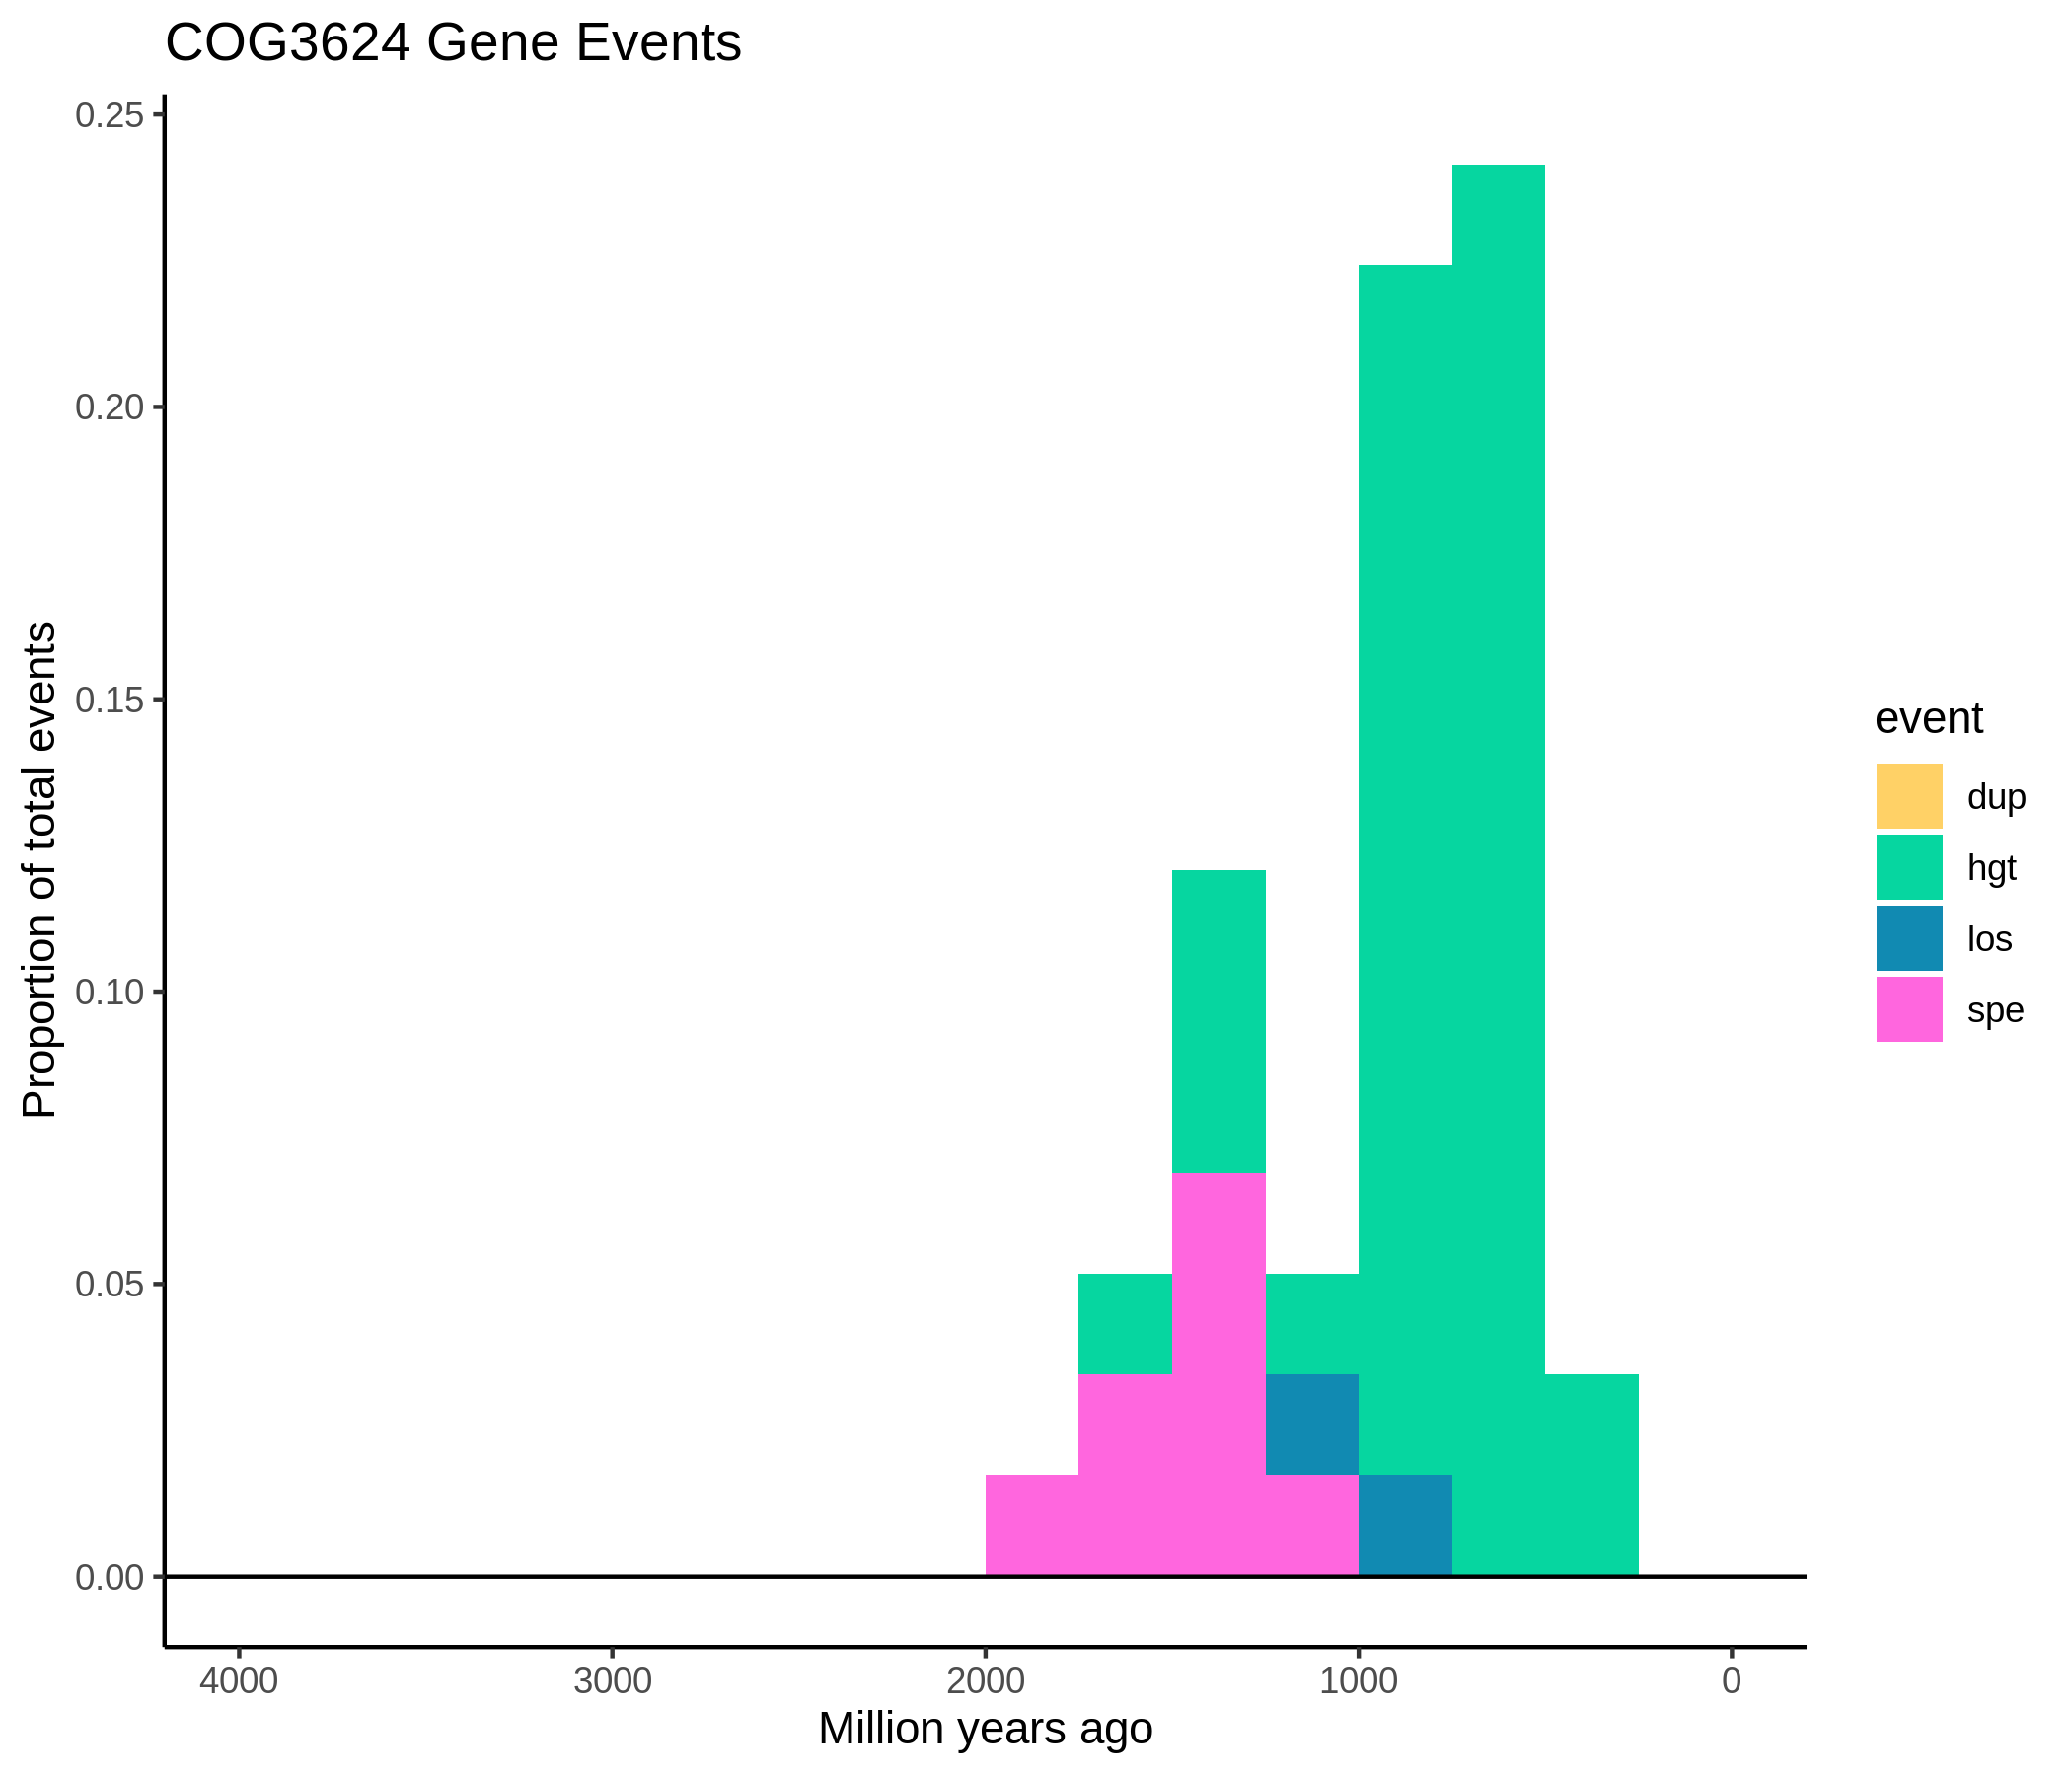 COG3624 Gene Events
0.25
0.20
0.15
0.10
0.05
0.00
Proportion of total events
4000 3000 2000 1000 0
Million years ago
event
dup
hgt
los
spe